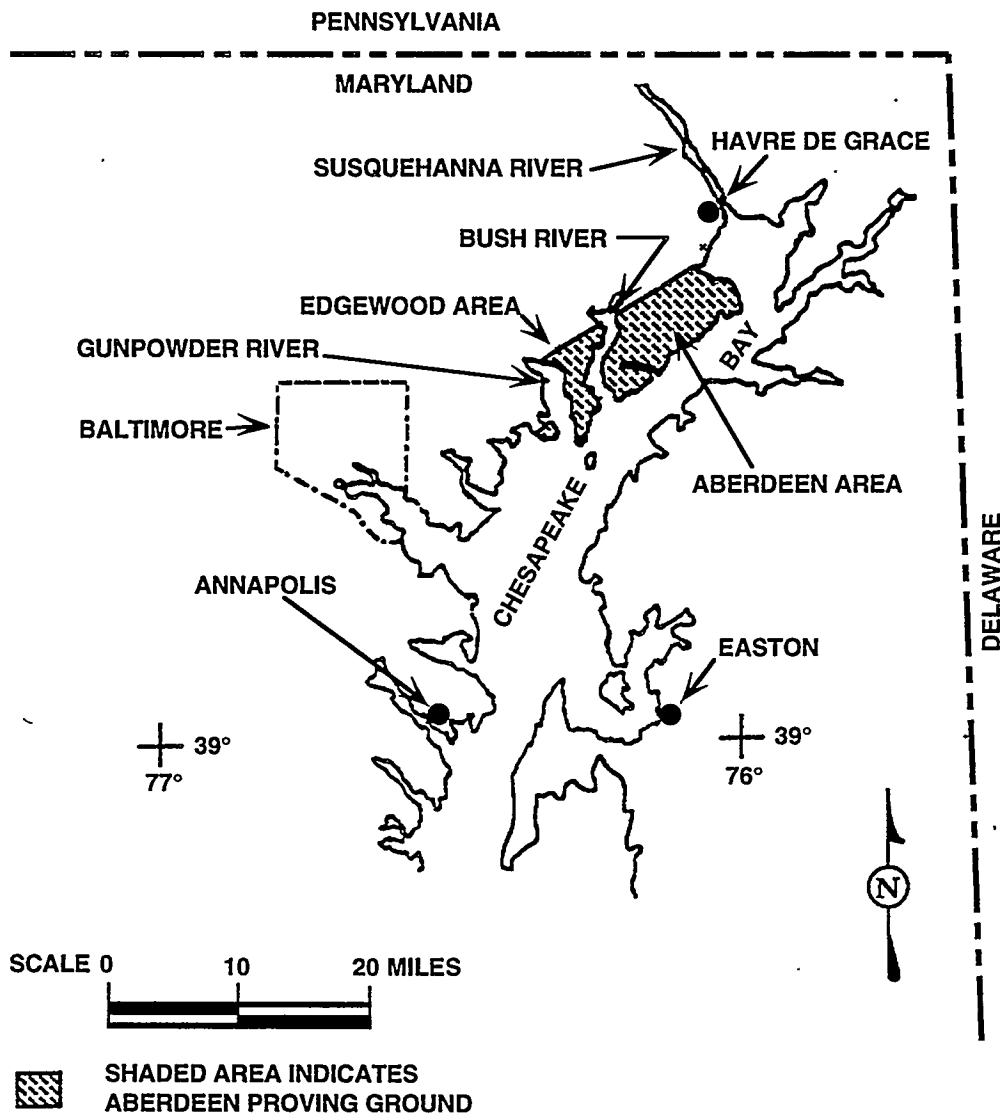 PENNSYLVANIA
MARYLAND
HAVRE DE GRACE
SUSQUEHANNA RIVER
BUSH RIVER
EDGEWOOD AREA
GUNPOWDER RIVER
BAY
BALTIMORE
ABERDEEN AREA
CHESAPEAKE
DELAWARE
ANNAPOLIS
EASTON
39°
77°
39°
76°
N
SCALE 0 10 20 MILES
SHADED AREA INDICATES
ABERDEEN PROVING GROUND